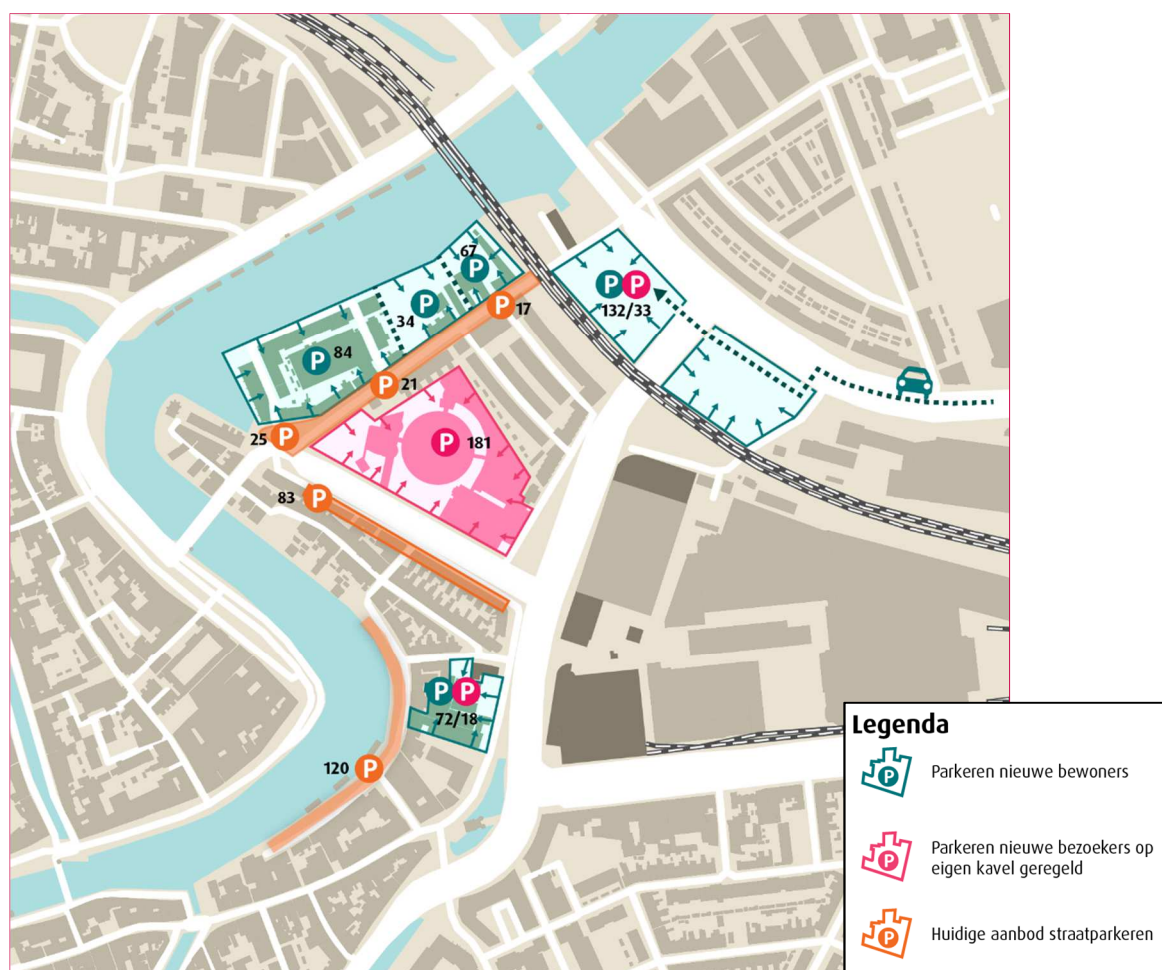 P
67
P P
132/33
P
P
17
34
P
84
P
21
25
P
P
181
83
P
P P
72/18
120
P
Legenda
P
Parkeren nieuwe bewoners
P
Parkeren nieuwe bezoekers op
eigen kavel geregeld
P
Huidige aanbod straatparkeren